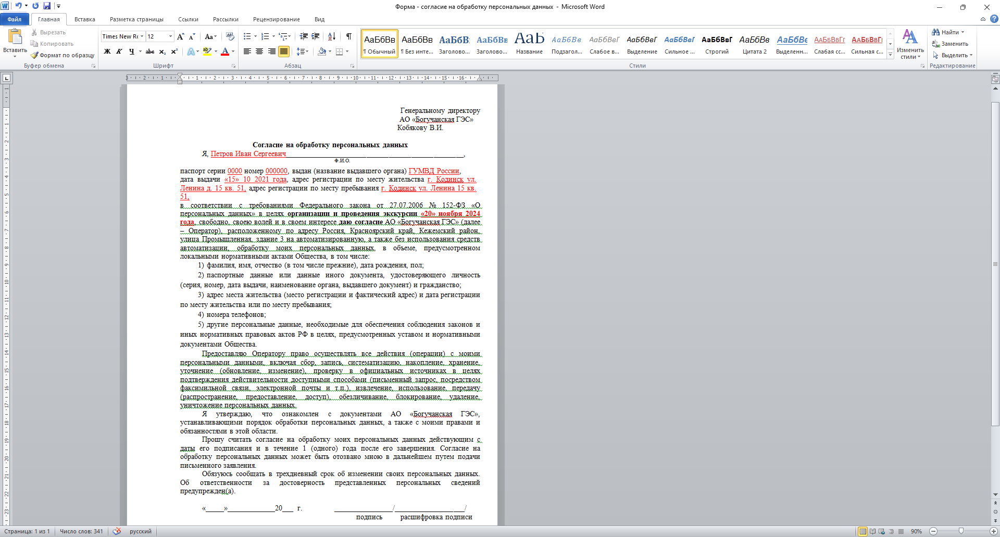 Форма - согласие на обработку персональных данных - Microsoft Word
Файл Главная Вставка Разметка страницы Ссылки Рассылки Рецензирование Вид
Вставить
Вырезать
Копировать
Формат по образцу
Буфер обмена
Times New Rc 12
Шрифт
Абзац
АаБбВв АаБбВв АаБбВ: АаБбВв АаБ АаБбВв. АаБбВвГ АаБбВвГ АаБбВвГ АаБбВвГ АаБбВв АаБбВв АаБбВвГг АаБбВвГг
¶ Обычный ¶ Без инте... Заголово... Заголово... Название Подзагол... Слабое в... Выделение Сильное ... Строгий Цитата 2 Выделенн... Слабая сс... Сильная с...
Стили
Изменить стили
Найти
Заменить
Выделить
Редактирование
Генеральному директору
АО «Богучанская ГЭС»
Кобякову В.И.
Согласие на обработку персональных данных
Я, Петров Иван Сергеевич________________,
Ф.И.О.
паспорт серии 0000 номер 000000, выдан (название выдавшего органа) ГУМВД России,
дата выдачи «15» 10 2021 года, адрес регистрации по месту жительства г. Кодинск ул.
Ленина д. 15 кв. 51, адрес регистрации по месту пребывания г. Кодинск ул. Ленина 15 кв.
51,
в соответствии с требованиями Федерального закона от 27.07.2006 № 152-ФЗ «О
персональных данных» в целях организации и проведения экскурсии «20» ноября 2024
года, свободно, своею волей и в своем интересе даю согласие АО «Богучанская ГЭС» (далее
– Оператор), расположенному по адресу Россия, Красноярский край, Кежемский район,
улица Промышленная, здание 3 на автоматизированную, а также без использования средств
автоматизации, обработку моих персональных данных, в объеме, предусмотренном
локальными нормативными актами Общества, в том числе:
1) фамилия, имя, отчество (в том числе прежние), дата рождения, пол;
2) паспортные данные или данные иного документа, удостоверяющего личность
(серия, номер, дата выдачи, наименование органа, выдавшего документ) и гражданство;
3) адрес места жительства (место регистрации и фактический адрес) и дата регистрации
по месту жительства или по месту пребывания;
4) номера телефонов;
5) другие персональные данные, необходимые для обеспечения соблюдения законов и
иных нормативных правовых актов РФ в целях, предусмотренных уставом и нормативными
документами Общества.
Предоставляю Оператору право осуществлять все действия (операции) с моими
персональными данными, включая сбор, запись, систематизацию, накопление, хранение,
уточнение (обновление, изменение), проверку в официальных источниках в целях
подтверждения действительности доступными способами (письменный запрос, посредством
факсимильной связи, электронной почты и т.п.), извлечение, использование, передачу
(распространение, предоставление, доступ), обезличивание, блокирование, удаление,
уничтожение персональных данных.
Я утверждаю, что ознакомлен с документами АО «Богучанская ГЭС»,
устанавливающими порядок обработки персональных данных, а также с моими правами и
обязанностями в этой области.
Прошу считать согласие на обработку моих персональных данных действующим с
даты его подписания и в течение 1 (одного) года после его завершения. Согласие на
обработку персональных данных может быть отозвано мною в дальнейшем путем подачи
письменного заявления.
Обязуюсь сообщать в трехдневный срок об изменении своих персональных данных.
Об ответственности за достоверность представленных персональных сведений
предупрежден(а).
«_____»_____________20___ г. ________________/___________________/
подпись расшифровка подписи
Страница: 1 из 1 Число слов: 341 русский 90%